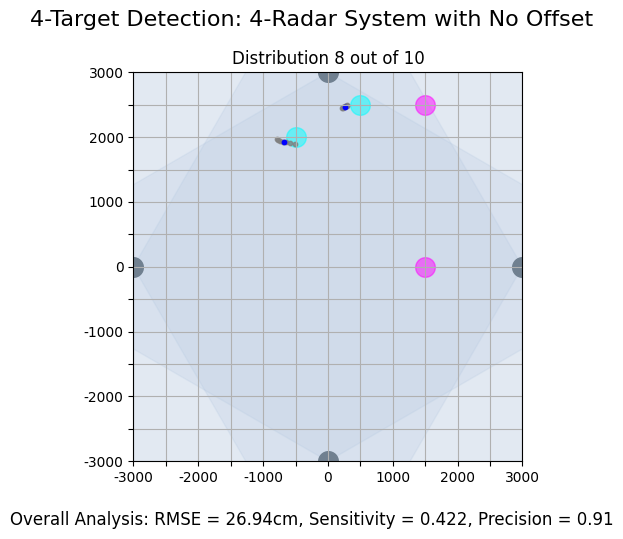 4-Target Detection: 4-Radar System with No Offset
Distribution 8 out of 10
3000
2000
1000
0
-1000
-2000
-3000
-3000 -2000 -1000 0 1000 2000 3000
Overall Analysis: RMSE = 26.94cm, Sensitivity = 0.422, Precision = 0.91